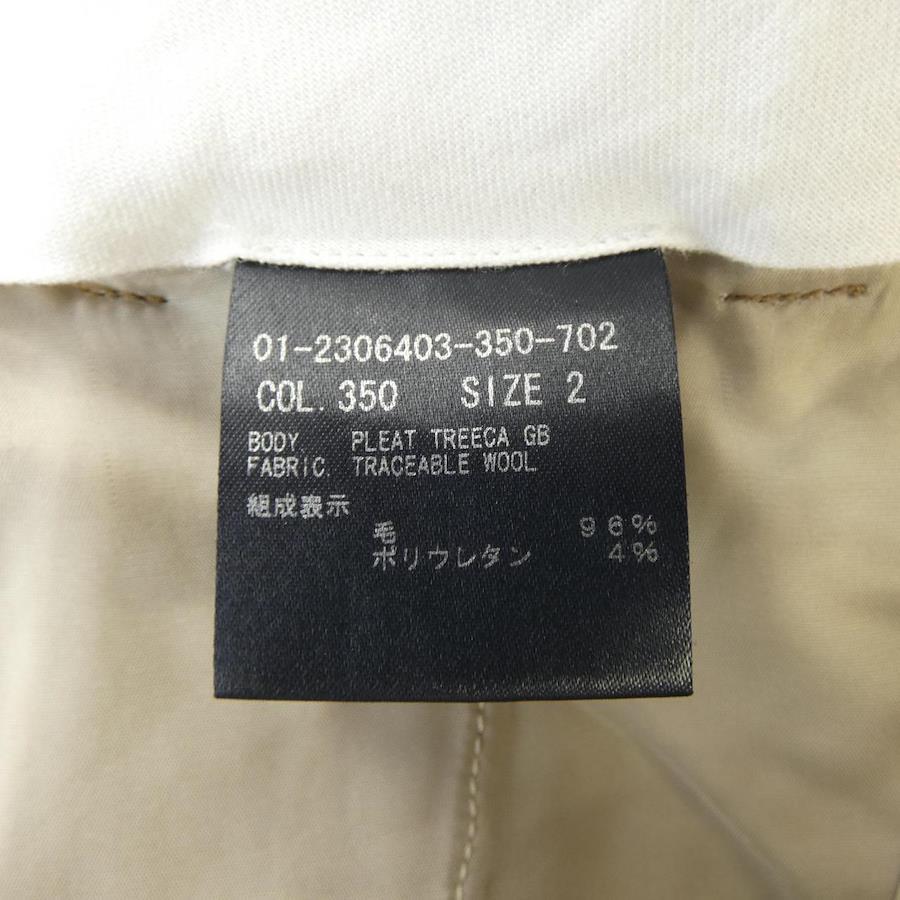 01-2306403-350-702
COL. 350 SIZE 2
BODY PLEAT TREECA GB
FABRIC. TRACEABLE WOOL
組成表示
毛 96%
ポリウレタン 4%